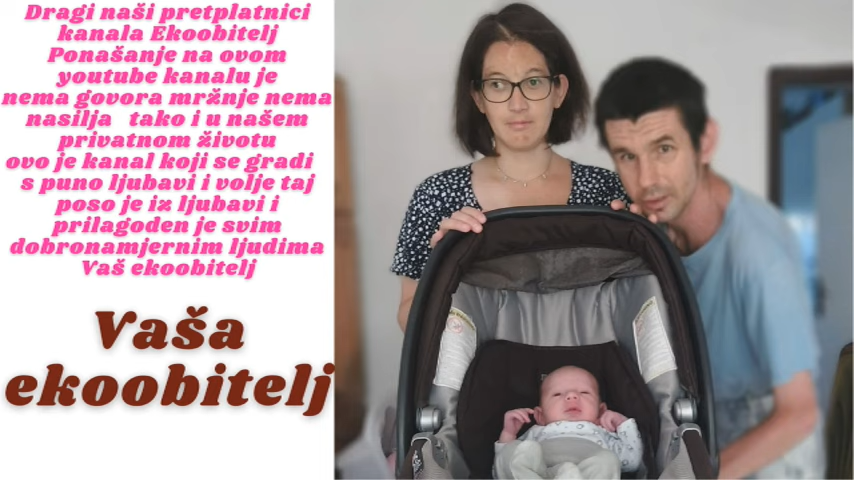 Dragi naši pretplatnici
kanala Ekoobitelj
Ponašanje na ovom
youtube kanalu je
nema govora mržnje nema
nasilja tako i u našem
privatnom životu
ovo je kanal koji se gradi
s puno ljubavi i volje taj
poso je iz ljubavi i
prilagođen je svim
dobronamjernim ljudima
Vaš ekoobitelj
Vaša
ekoobitelj